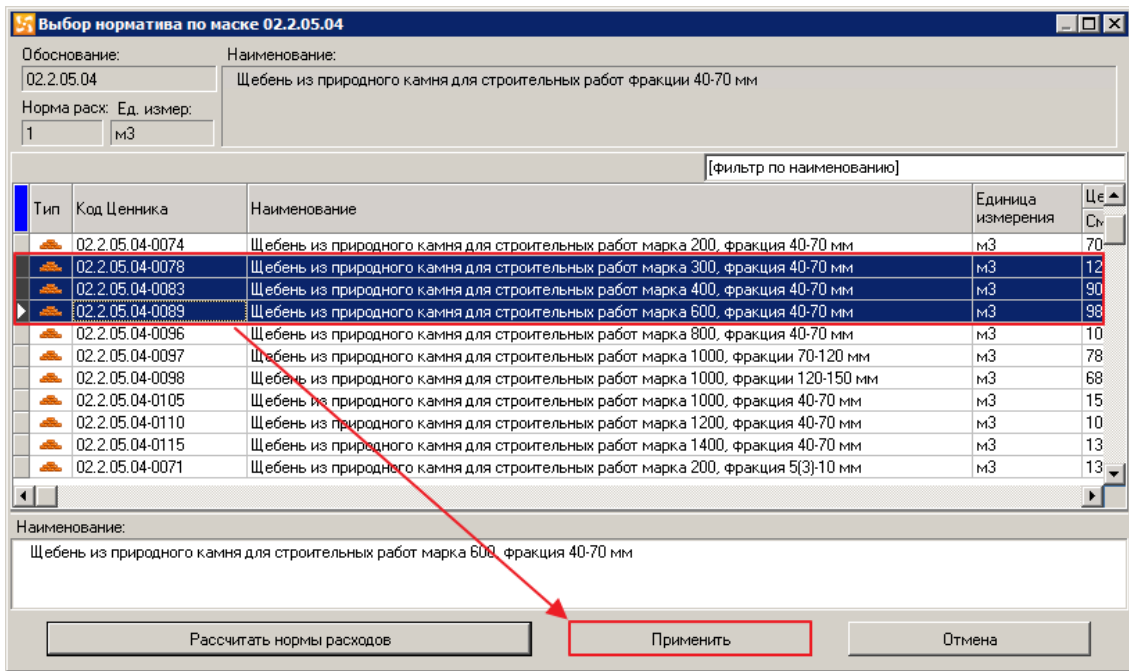 Выбор норматива по маске 02.2.05.04
Обоснование: Наименование:
02.2.05.04 Щебень из природного камня для строительных работ фракции 40-70 мм
Норма расх: Ед. измер:
1 м3
[фильтр по наименованию]
Тип Код Ценника Наименование Единица измерения Це
См
02.2.05.04-0074 Щебень из природного камня для строительных работ марка 200, фракция 40-70 мм м3 70
02.2.05.04-0078 Щебень из природного камня для строительных работ марка 300, фракция 40-70 мм м3 12
02.2.05.04-0083 Щебень из природного камня для строительных работ марка 400, фракция 40-70 мм м3 90
02.2.05.04-0089 Щебень из природного камня для строительных работ марка 600, фракция 40-70 мм м3 98
02.2.05.04-0096 Щебень из природного камня для строительных работ марка 800, фракция 40-70 мм м3 10
02.2.05.04-0097 Щебень из природного камня для строительных работ марка 1000, фракции 70-120 мм м3 78
02.2.05.04-0098 Щебень из природного камня для строительных работ марка 1000, фракции 120-150 мм м3 68
02.2.05.04-0105 Щебень из природного камня для строительных работ марка 1000, фракция 40-70 мм м3 15
02.2.05.04-0110 Щебень из природного камня для строительных работ марка 1200, фракция 40-70 мм м3 10
02.2.05.04-0115 Щебень из природного камня для строительных работ марка 1400, фракция 40-70 мм м3 13
02.2.05.04-0071 Щебень из природного камня для строительных работ марка 200, фракция 5(3)-10 мм м3 13
Наименование:
Щебень из природного камня для строительных работ марка 600, фракция 40-70 мм
Рассчитать нормы расходов Применить Отмена